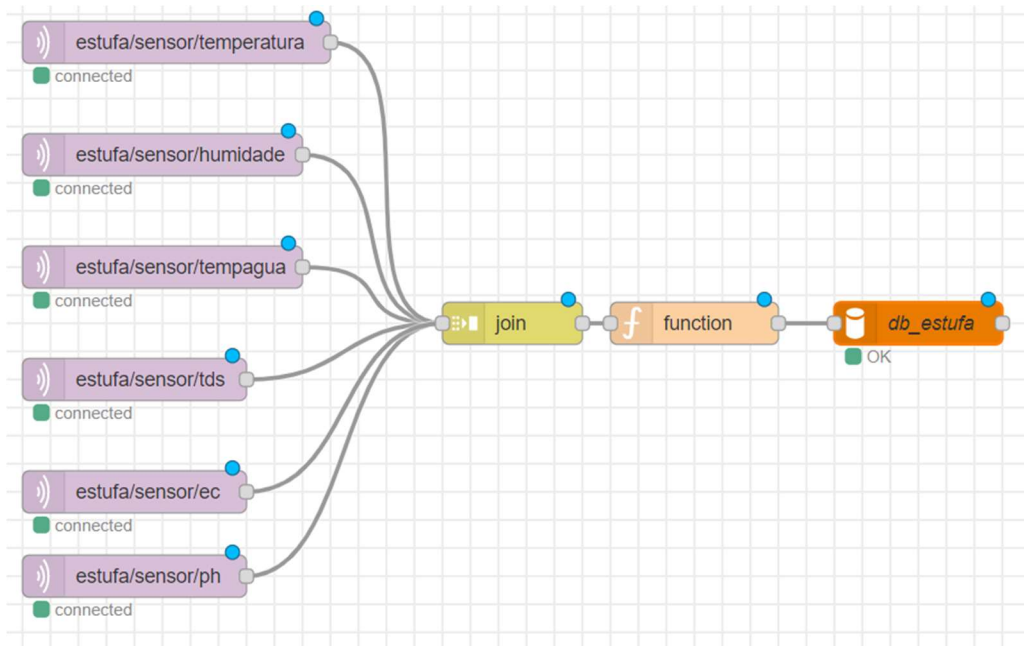 estufa/sensor/temperatura
connected
estufa/sensor/humidade
connected
estufa/sensor/tempagua
connected
join
function
db_estufa
OK
estufa/sensor/tds
connected
estufa/sensor/ec
connected
estufa/sensor/ph
connected